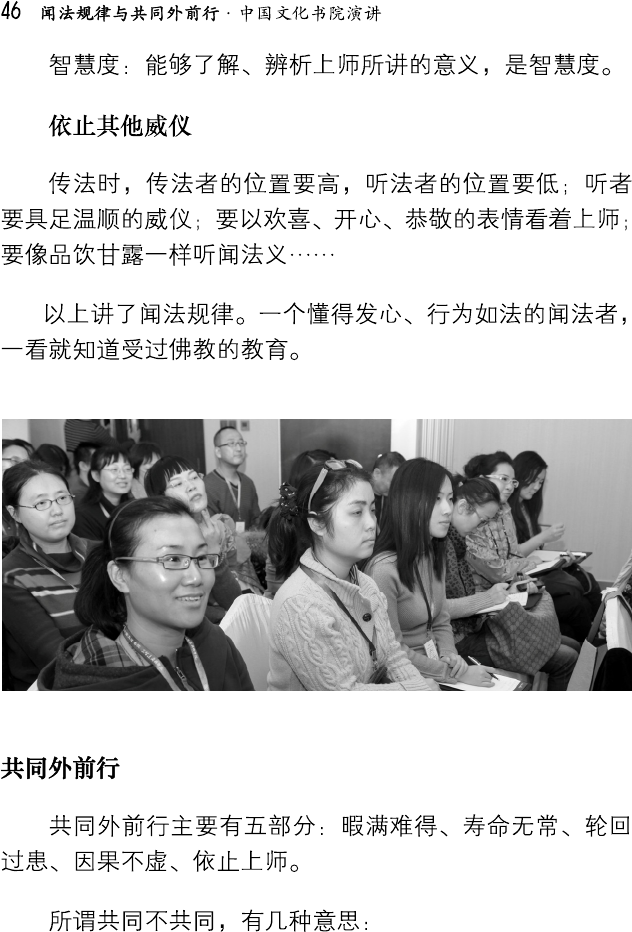 46 闻法规律与共同外前行·中国文化书院演讲
智慧度：能够了解、辨析上师所讲的意义，是智慧度。
依止其他威仪
传法时，传法者的位置要高，听法者的位置要低；听者
要具足温顺的威仪；要以欢喜、开心、恭敬的表情看着上师；
要像品饮甘露一样听闻法义……
以上讲了闻法规律。一个懂得发心、行为如法的闻法者，
一看就知道受过佛教的教育。
共同外前行
共同外前行主要有五部分：暇满难得、寿命无常、轮回
过患、因果不虚、依止上师。
所谓共同不共同，有几种意思：